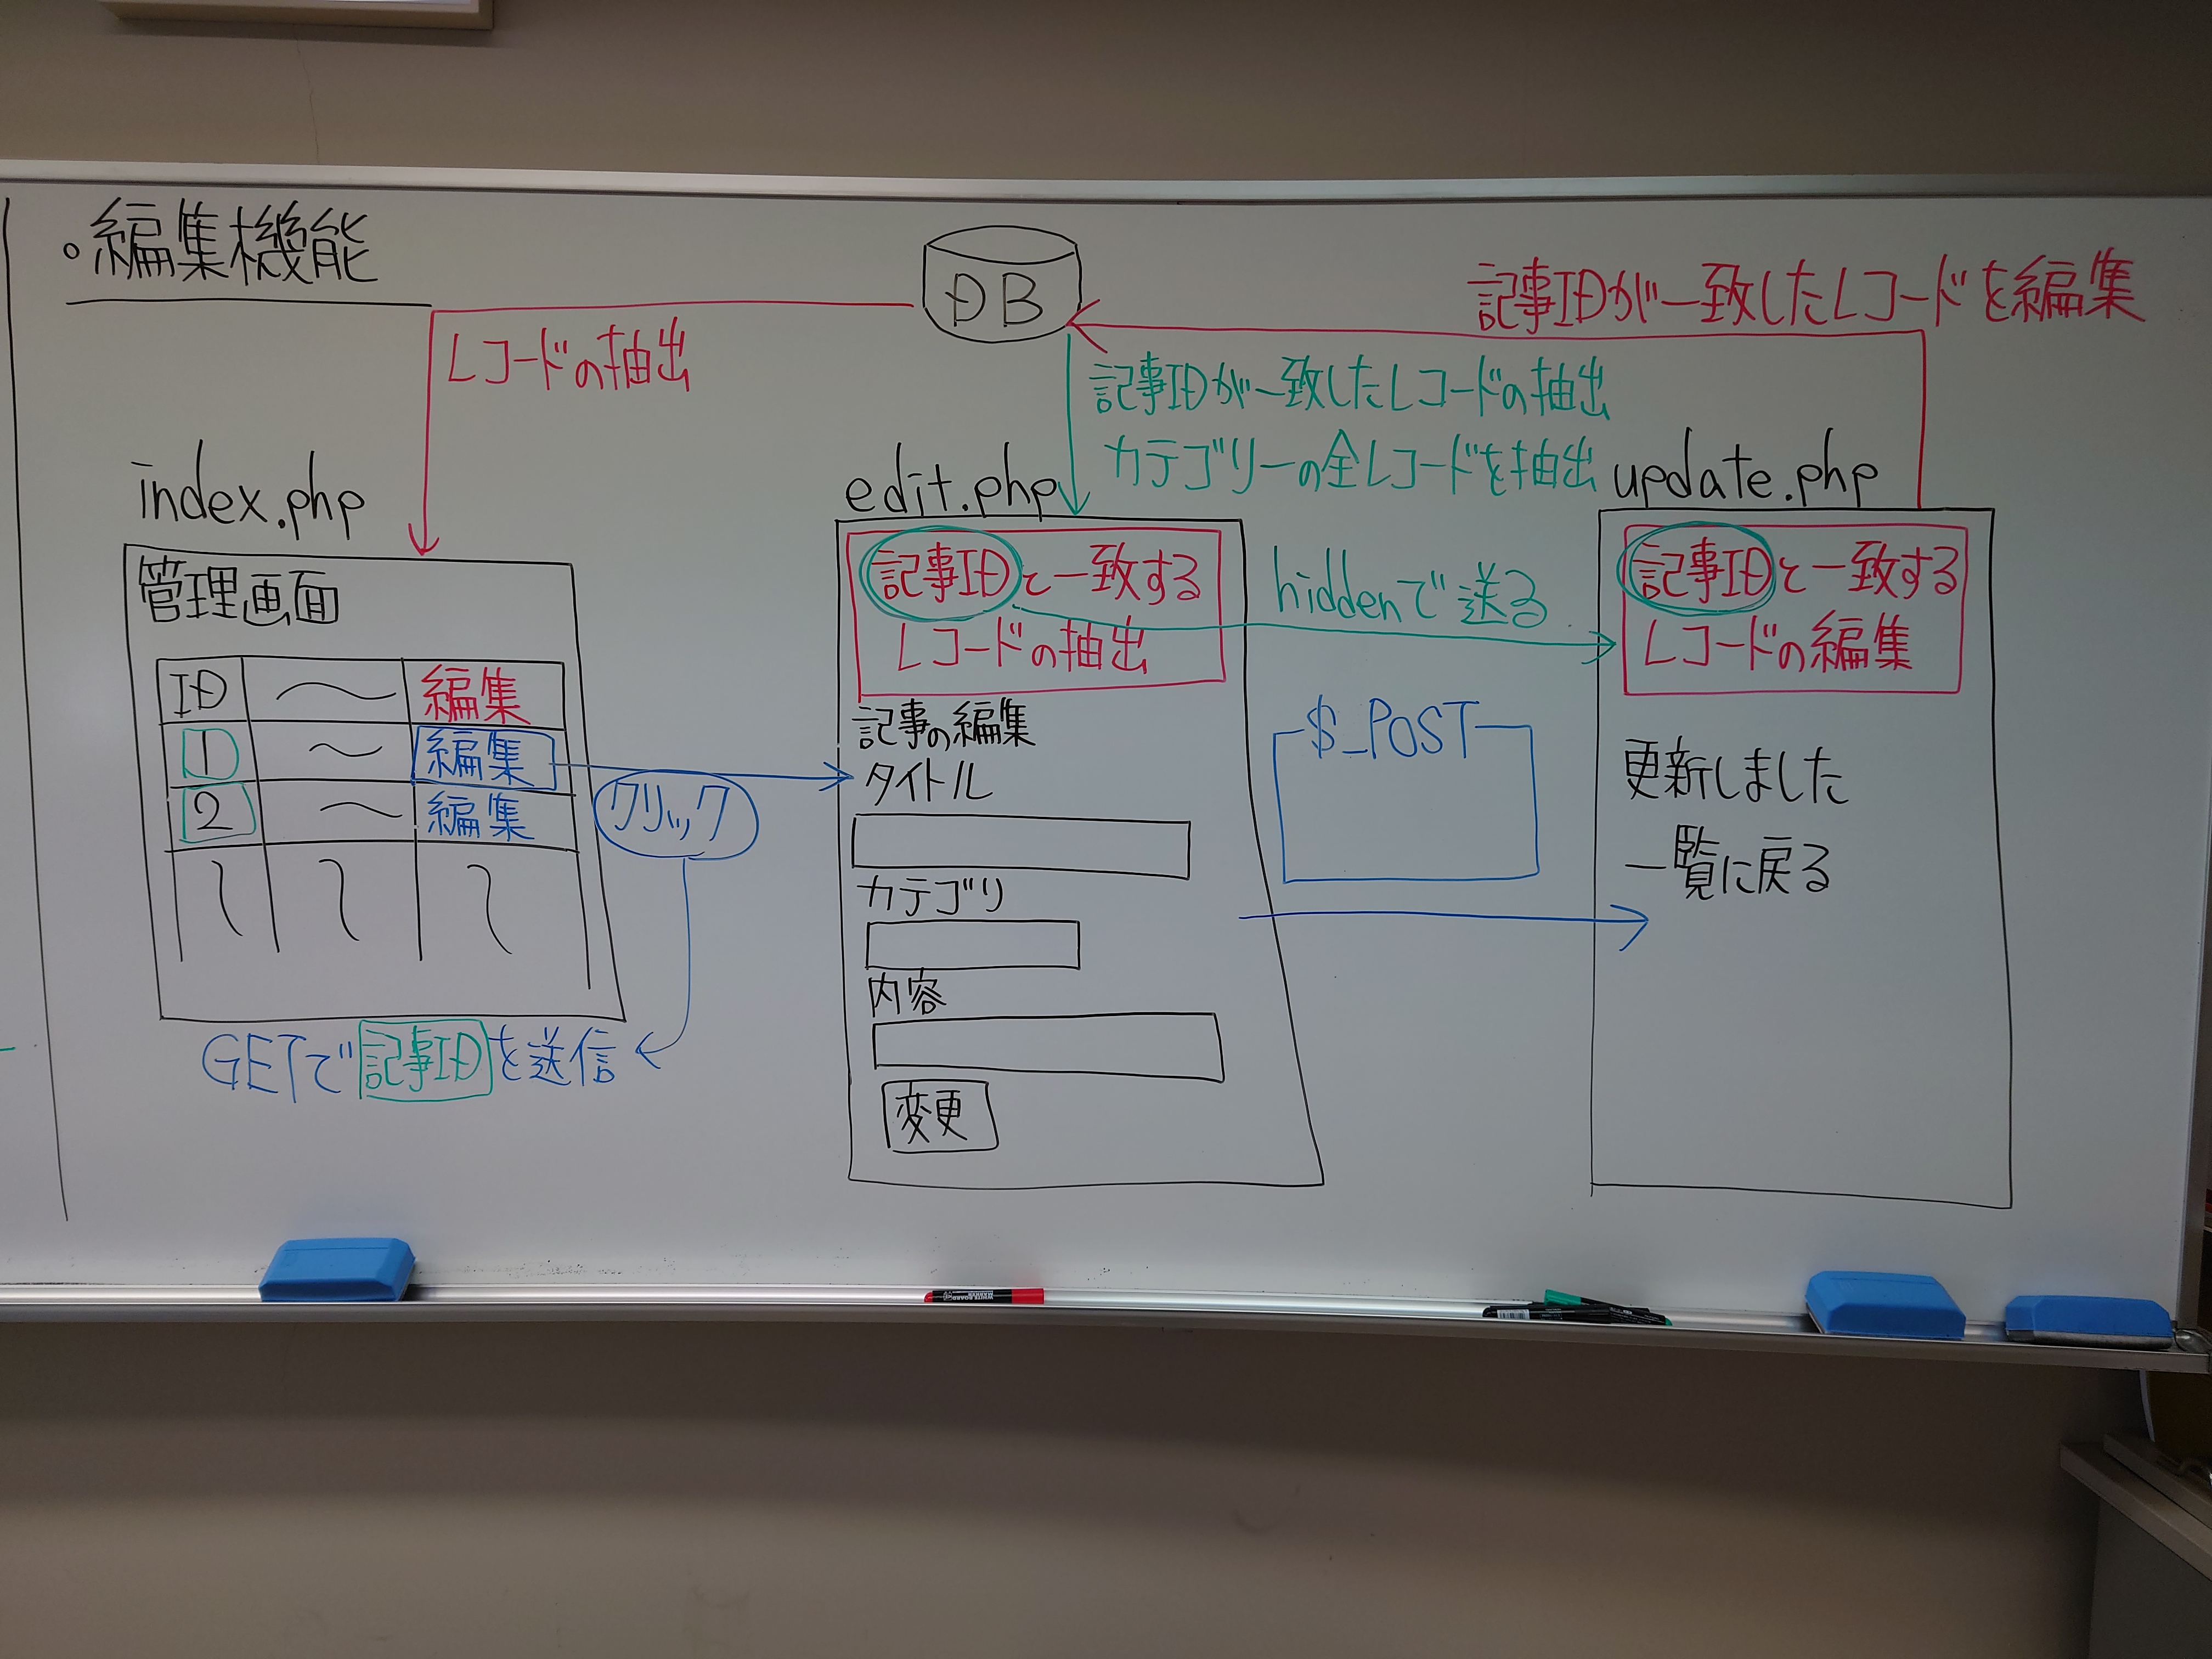 ・編集機能
DB
レコードの抽出
記事IDが一致したレコードを編集
記事IDが一致したレコードの抽出
カテゴリーの全レコードを抽出
index.php
管理画面
ID 〜 編集
1 〜 編集
2 〜 編集
クリック
GETで記事IDを送信
edit.php
記事IDと一致する
レコードの抽出
記事の編集
タイトル
カテゴリ
内容
変更
hiddenで送る
$_POST
update.php
記事IDと一致する
レコードの編集
更新しました
一覧に戻る